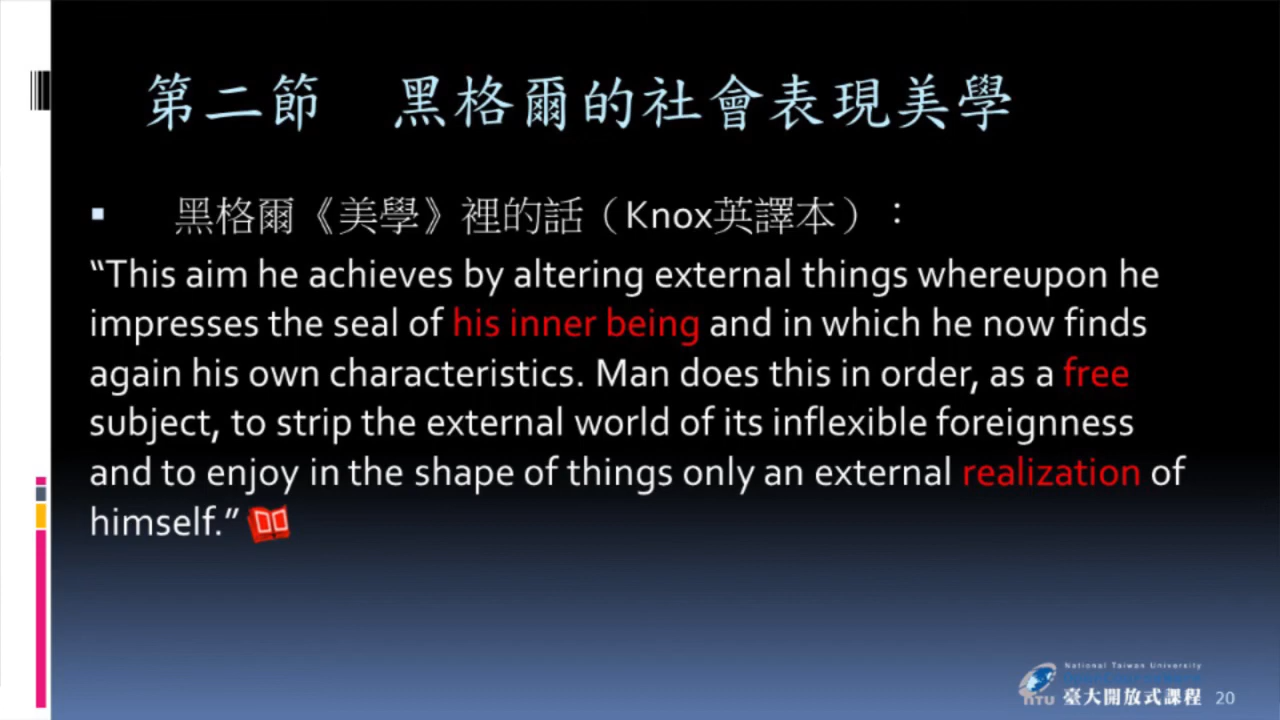 第二節　黑格爾的社會表現美學
黑格爾《美學》裡的話（Knox英譯本）：
“This aim he achieves by altering external things whereupon he
impresses the seal of his inner being and in which he now finds
again his own characteristics. Man does this in order, as a free
subject, to strip the external world of its inflexible foreignness
and to enjoy in the shape of things only an external realization of
himself.”
National Taiwan University
NTU 臺大開放式課程 20